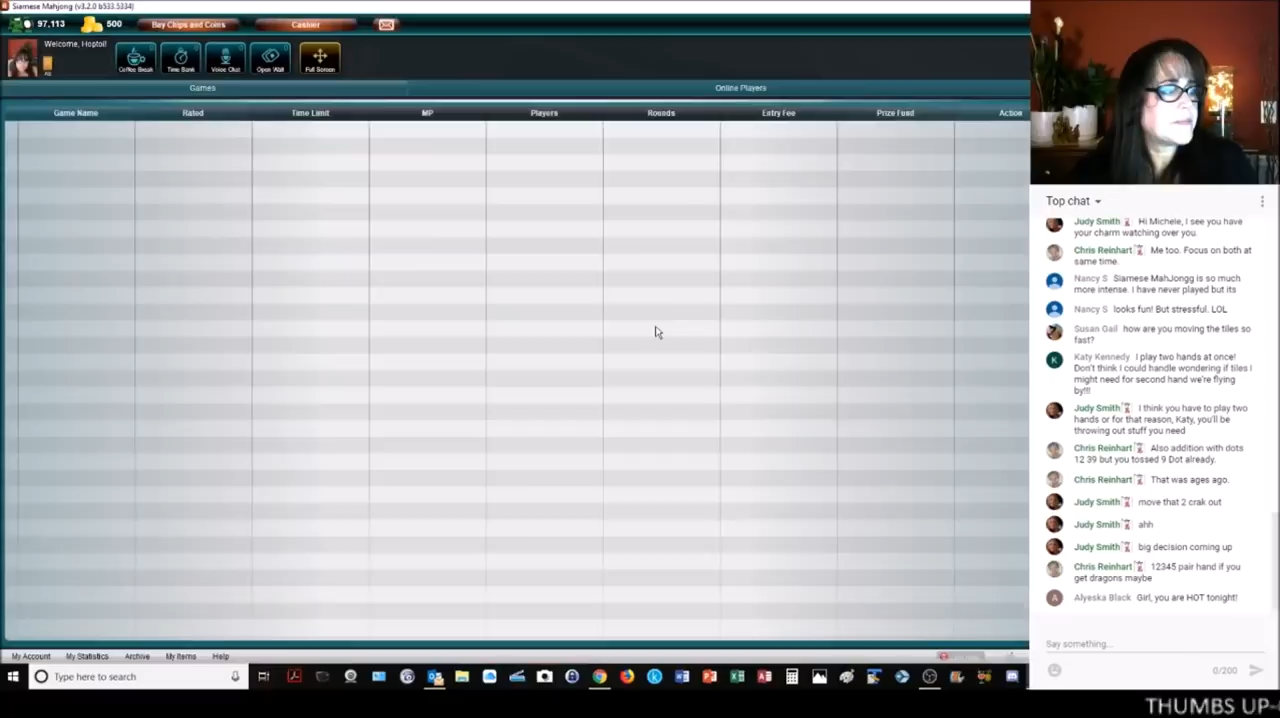 Siamese Mahjong (v3.2.0 b533.5334)
97,113 500 Buy Chips and Coins Cashier
Welcome, Hoptoi!
Coffee Break Time Bank Voice Chat Open Wall Full Screen
Games Online Players
Game Name Rated Time Limit MP Players Rounds Entry Fee Prize Fund Action
My Account My Statistics Archive My Items Help
Type here to search
Top chat
Judy Smith Hi Michele, I see you have
your charm watching over you.
Chris Reinhart Me too. Focus on both at
same time.
Nancy S Siamese MahJongg is so much
more intense. I have never played but its
Nancy S looks fun! But stressful. LOL
Susan Gail how are you moving the tiles so
fast?
K Katy Kennedy I play two hands at once!
Don't think I could handle wondering if tiles I
might need for second hand we're flying
by!!!
Judy Smith I think you have to play two
hands or for that reason, Katy, you'll be
throwing out stuff you need
Chris Reinhart Also addition with dots
12 39 but you tossed 9 Dot already.
Chris Reinhart That was ages ago.
Judy Smith move that 2 crak out
Judy Smith ahh
Judy Smith big decision coming up
Chris Reinhart 12345 pair hand if you
get dragons maybe
A Alyeska Black Girl, you are HOT tonight!
Say something...
0/200
THUMBS UP